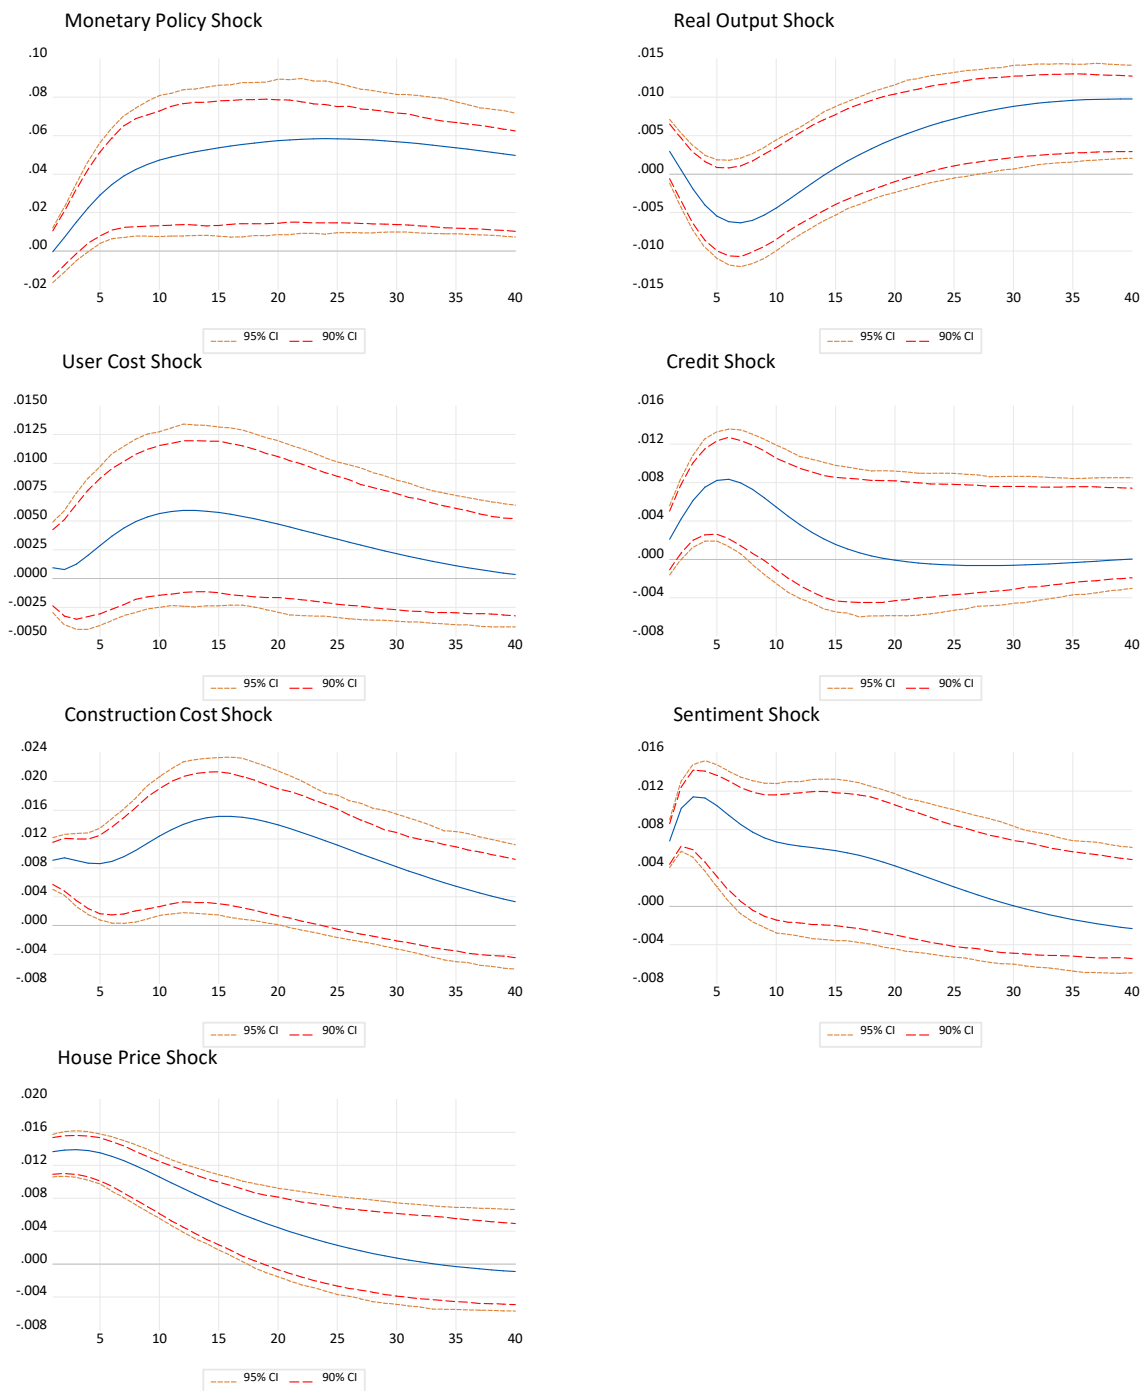 Monetary Policy Shock
.10
.08
.06
.04
.02
.00
-.02
5 10 15 20 25 30 35 40
95% CI 90% CI
Real Output Shock
.015
.010
.005
.000
-.005
-.010
-.015
5 10 15 20 25 30 35 40
95% CI 90% CI
User Cost Shock
.0150
.0125
.0100
.0075
.0050
.0025
.0000
-.0025
-.0050
5 10 15 20 25 30 35 40
95% CI 90% CI
Credit Shock
.016
.012
.008
.004
.000
-.004
-.008
5 10 15 20 25 30 35 40
95% CI 90% CI
Construction Cost Shock
.024
.020
.016
.012
.008
.004
.000
-.004
-.008
5 10 15 20 25 30 35 40
95% CI 90% CI
Sentiment Shock
.016
.012
.008
.004
.000
-.004
-.008
5 10 15 20 25 30 35 40
95% CI 90% CI
House Price Shock
.020
.016
.012
.008
.004
.000
-.004
-.008
5 10 15 20 25 30 35 40
95% CI 90% CI